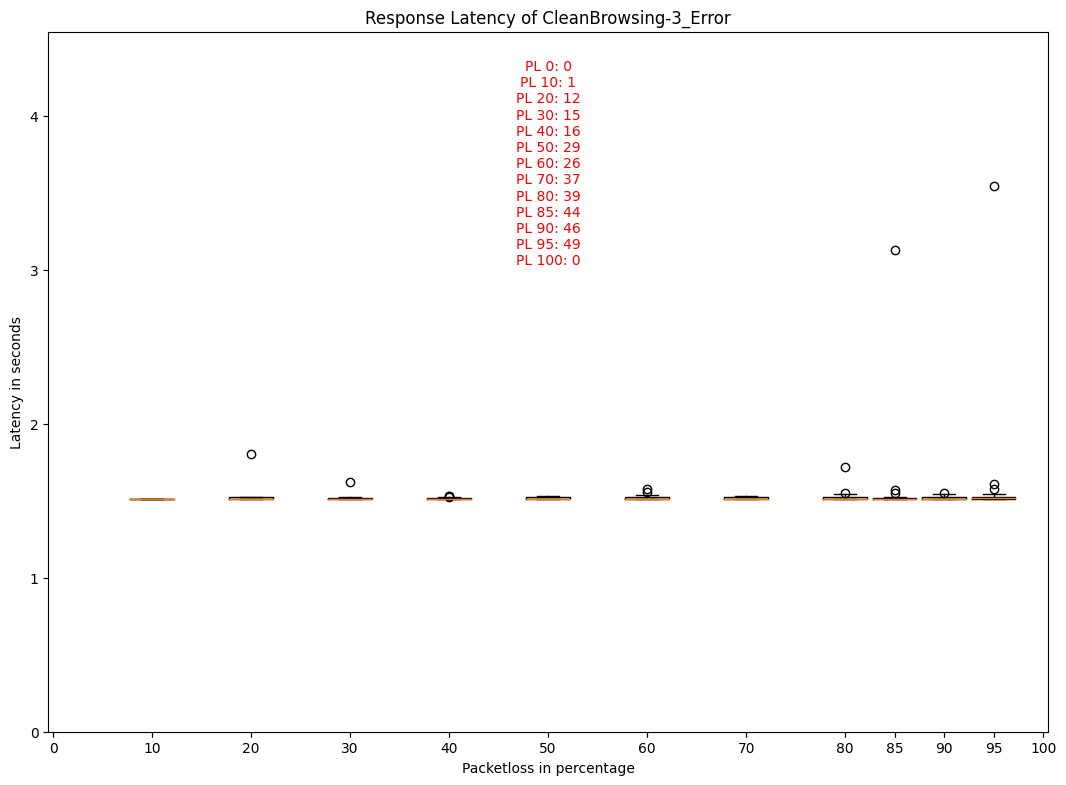 Response Latency of CleanBrowsing-3_Error
PL 0: 0
PL 10: 1
PL 20: 12
PL 30: 15
PL 40: 16
PL 50: 29
PL 60: 26
PL 70: 37
PL 80: 39
PL 85: 44
PL 90: 46
PL 95: 49
PL 100: 0
Latency in seconds
4
3
2
1
0
0 10 20 30 40 50 60 70 80 85 90 95 100
Packetloss in percentage